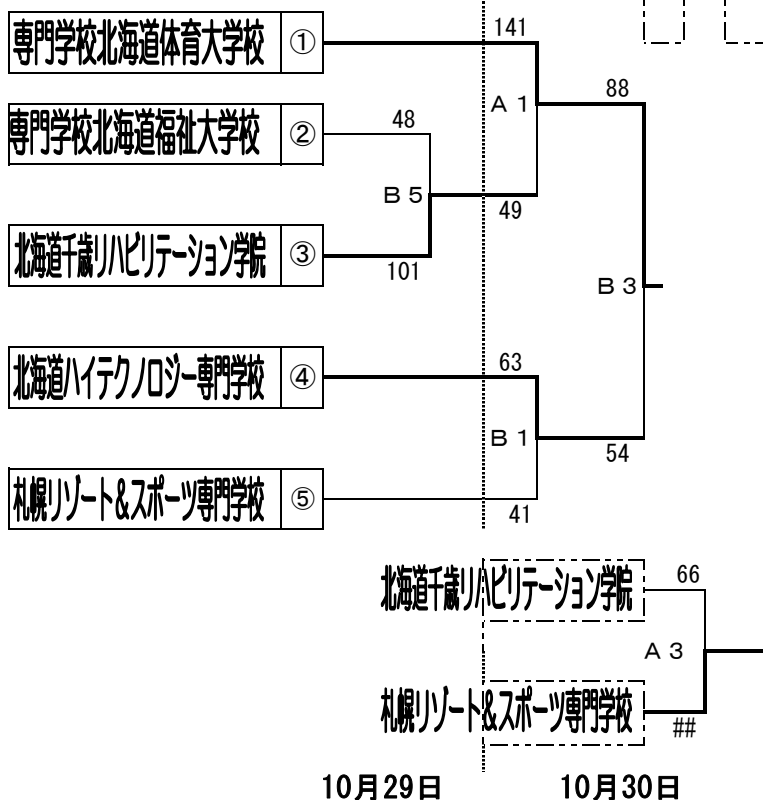 専門学校北海道体育大学校 ①
141
A1
88
専門学校北海道福祉大学校 ②
48
B5
49
北海道千歳リハビリテーション学院 ③
101
B3
北海道ハイテクノロジー専門学校 ④
63
B1
54
札幌リゾート&スポーツ専門学校 ⑤
41
北海道千歳リハビリテーション学院
66
A3
札幌リゾート&スポーツ専門学校
##
10月29日
10月30日